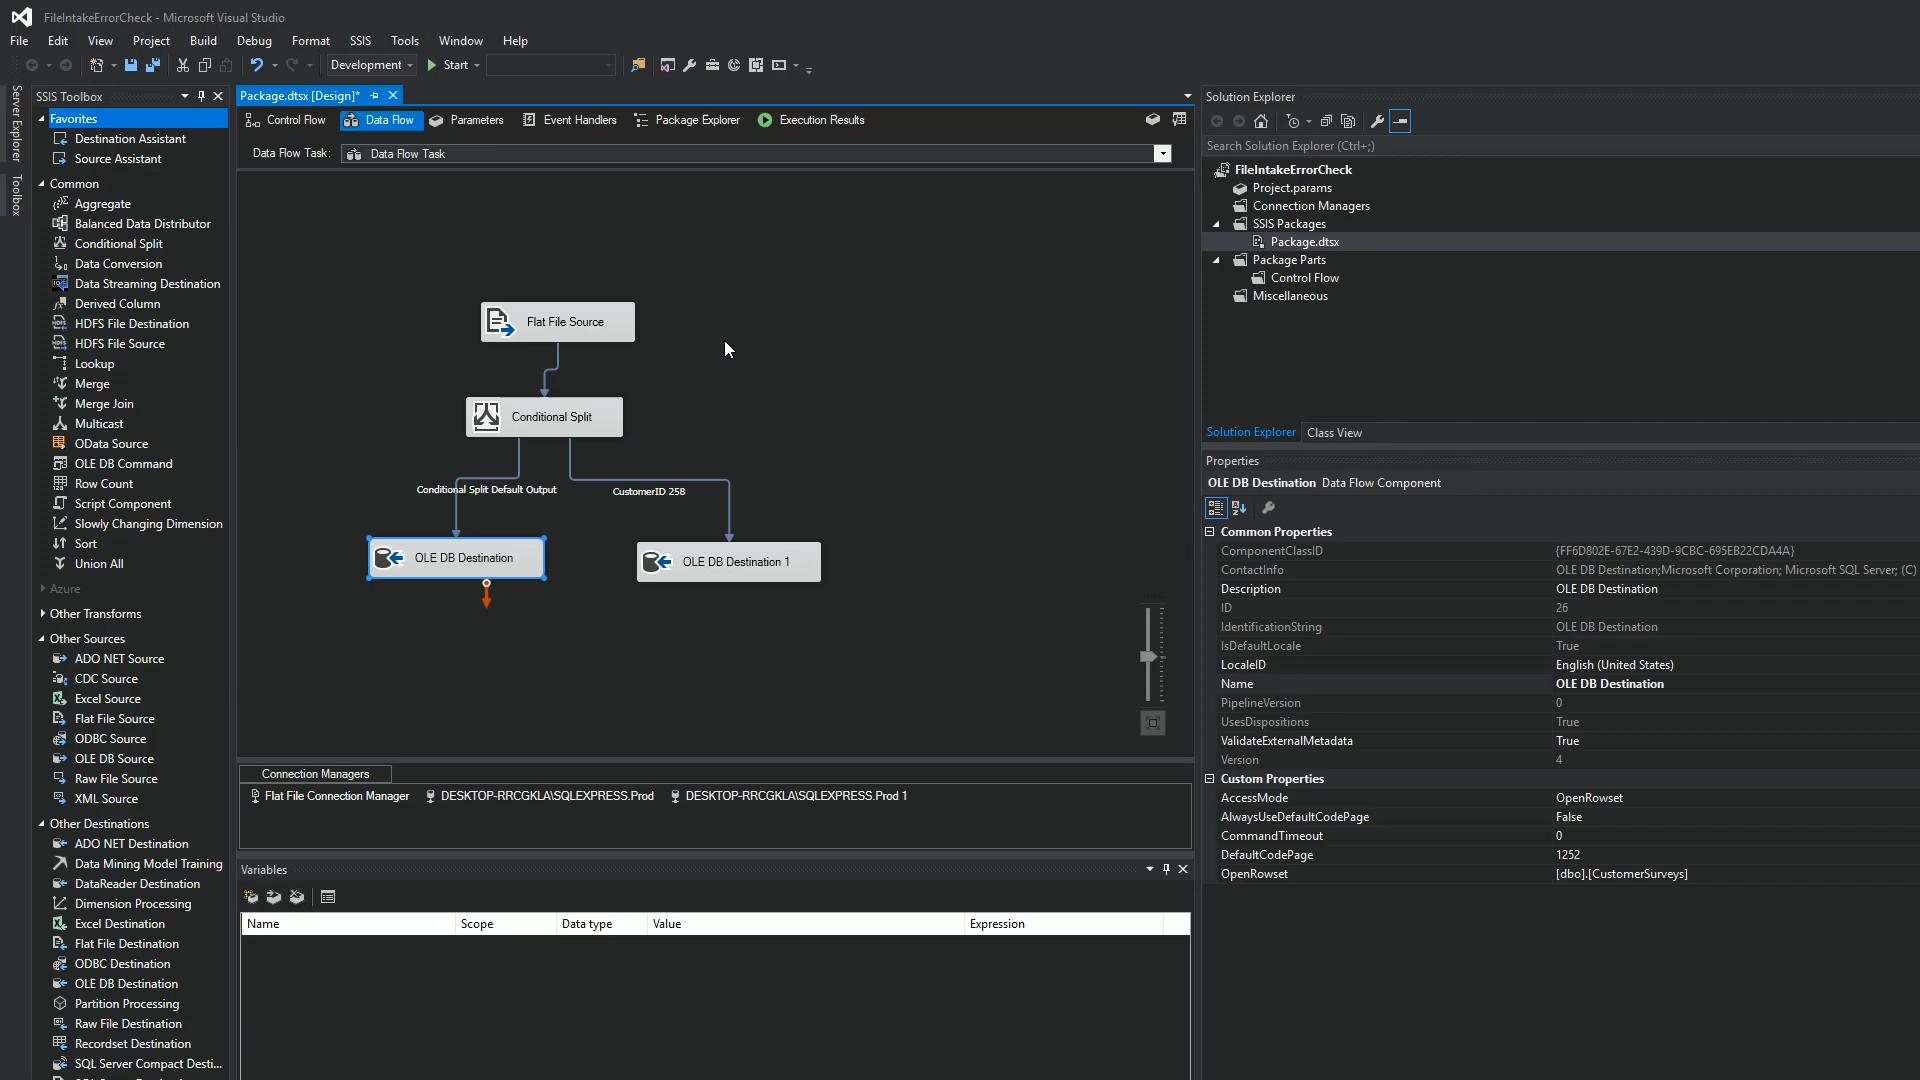 FileIntakeErrorCheck - Microsoft Visual Studio
File Edit View Project Build Debug Format SSIS Tools Window Help
Development Start
Server Explorer
Toolbox
SSIS Toolbox
Favorites
Destination Assistant
Source Assistant
Common
Aggregate
Balanced Data Distributor
Conditional Split
Data Conversion
Data Streaming Destination
Derived Column
HDFS File Destination
HDFS File Source
Lookup
Merge
Merge Join
Multicast
OData Source
OLE DB Command
Row Count
Script Component
Slowly Changing Dimension
Sort
Union All
Azure
Other Transforms
Other Sources
ADO NET Source
CDC Source
Excel Source
Flat File Source
ODBC Source
OLE DB Source
Raw File Source
XML Source
Other Destinations
ADO NET Destination
Data Mining Model Training
DataReader Destination
Dimension Processing
Excel Destination
Flat File Destination
ODBC Destination
OLE DB Destination
Partition Processing
Raw File Destination
Recordset Destination
SQL Server Compact Desti...
Package.dtsx [Design]*
Control Flow Data Flow Parameters Event Handlers Package Explorer Execution Results
Data Flow Task: Data Flow Task
Flat File Source
Conditional Split
Conditional Split Default Output CustomerID 258
OLE DB Destination OLE DB Destination 1
Connection Managers
Flat File Connection Manager DESKTOP-RRCGKLA\SQLEXPRESS.Prod DESKTOP-RRCGKLA\SQLEXPRESS.Prod 1
Variables
Name Scope Data type Value Expression
Solution Explorer
Search Solution Explorer (Ctrl+;)
FileIntakeErrorCheck
Project.params
Connection Managers
SSIS Packages
Package.dtsx
Package Parts
Control Flow
Miscellaneous
Solution Explorer Class View
Properties
OLE DB Destination Data Flow Component
Common Properties
ComponentClassID {FF6D802E-67E2-439D-9CBC-695EB22CDA4A}
ContactInfo OLE DB Destination;Microsoft Corporation; Microsoft SQL Server; (C)
Description OLE DB Destination
ID 26
IdentificationString OLE DB Destination
IsDefaultLocale True
LocaleID English (United States)
Name OLE DB Destination
PipelineVersion 0
UsesDispositions True
ValidateExternalMetadata True
Version 4
Custom Properties
AccessMode OpenRowset
AlwaysUseDefaultCodePage False
CommandTimeout 0
DefaultCodePage 1252
OpenRowset [dbo].[CustomerSurveys]